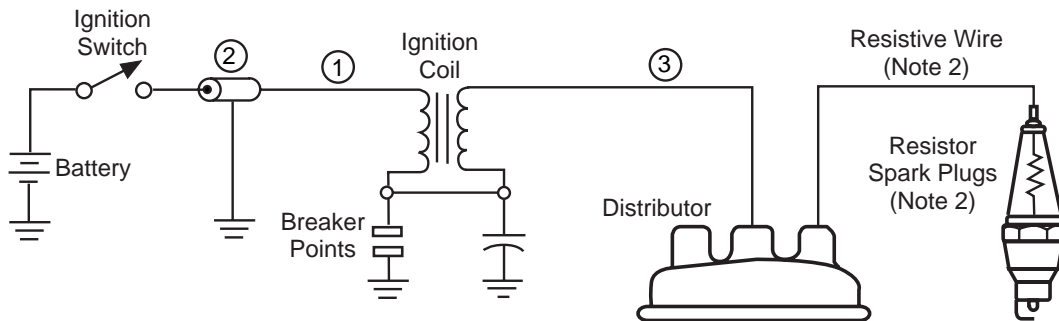 Ignition
Switch
2
1
Ignition
Coil
3
Resistive Wire
(Note 2)
Battery
Resistor
Spark Plugs
(Note 2)
Breaker
Points
Distributor